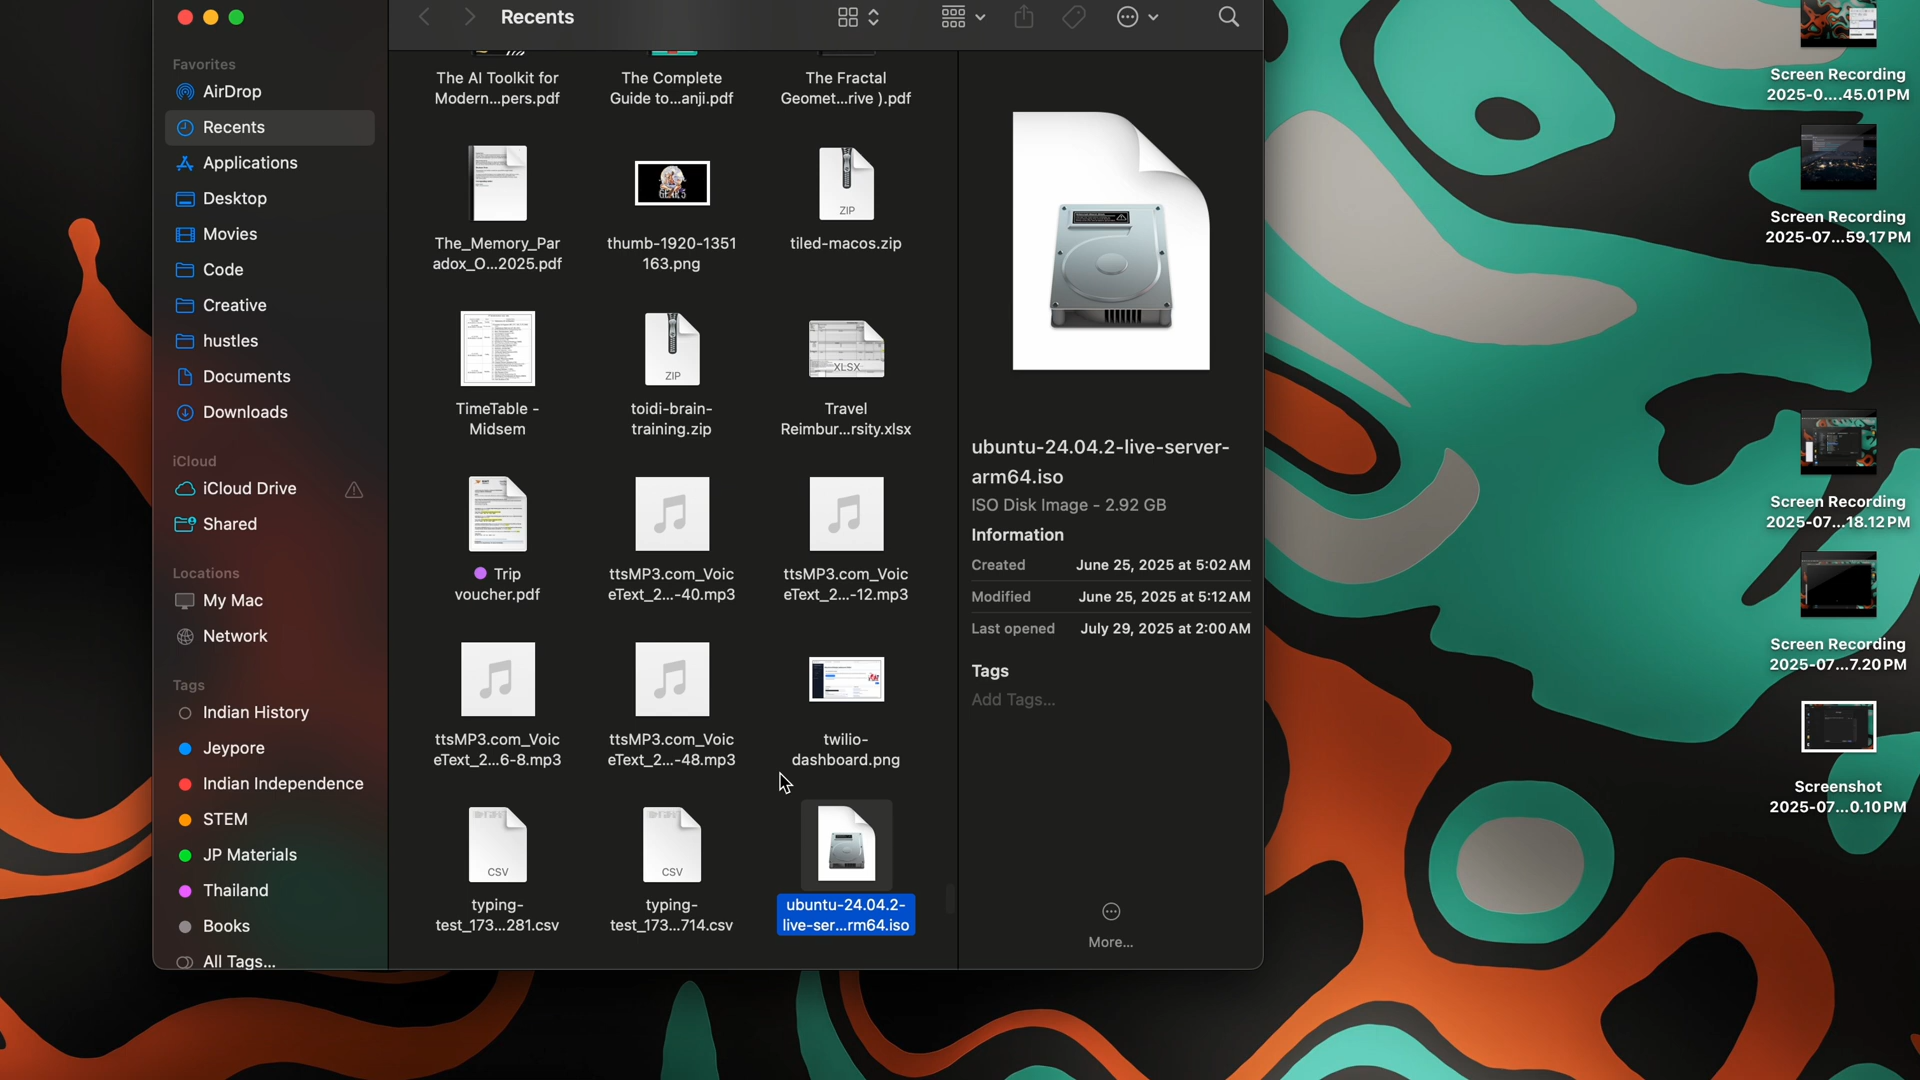 Recents
Favorites
AirDrop
Recents
Applications
Desktop
Movies
Code
Creative
hustles
Documents
Downloads
iCloud
iCloud Drive
Shared
Locations
My Mac
Network
Tags
Indian History
Jeypore
Indian Independence
STEM
JP Materials
Thailand
Books
All Tags...
The AI Toolkit for
Modern...pers.pdf
The Complete
Guide to...anji.pdf
The Fractal
Geomet...rive ).pdf
The_Memory_Par
adox_O...2025.pdf
GEAR 5
thumb-1920-1351
163.png
ZIP
tiled-macos.zip
TimeTable -
Midsem
ZIP
toidi-brain-
training.zip
XLSX
Travel
Reimbur...rsity.xlsx
Trip
voucher.pdf
ttsMP3.com_Voic
eText_2...-40.mp3
ttsMP3.com_Voic
eText_2...-12.mp3
ttsMP3.com_Voic
eText_2...6-8.mp3
ttsMP3.com_Voic
eText_2...-48.mp3
twilio-
dashboard.png
CSV
typing-
test_173...281.csv
CSV
typing-
test_173...714.csv
ubuntu-24.04.2-
live-ser...rm64.iso
ubuntu-24.04.2-live-server-
arm64.iso
ISO Disk Image - 2.92 GB
Information
Created June 25, 2025 at 5:02 AM
Modified June 25, 2025 at 5:12 AM
Last opened July 29, 2025 at 2:00 AM
Tags
Add Tags...
More...
Screen Recording
2025-0....45.01 PM
Screen Recording
2025-07...59.17 PM
Screen Recording
2025-07...18.12 PM
Screen Recording
2025-07...7.20 PM
Screenshot
2025-07...0.10 PM